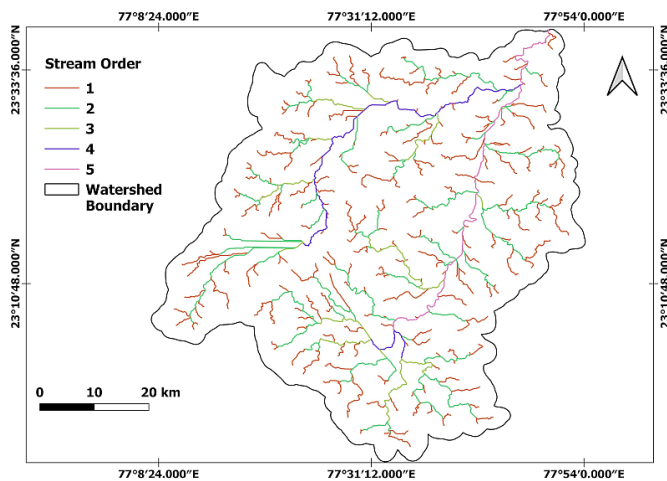 77°8'24.000"E 77°31'12.000"E 77°54'0.000"E
23°33'36.000"N
23°33'36.000"N
Stream Order
1
2
3
4
5
Watershed
Boundary
23°10'48.000"N
23°10'48.000"N
0 10 20 km
77°8'24.000"E 77°31'12.000"E 77°54'0.000"E